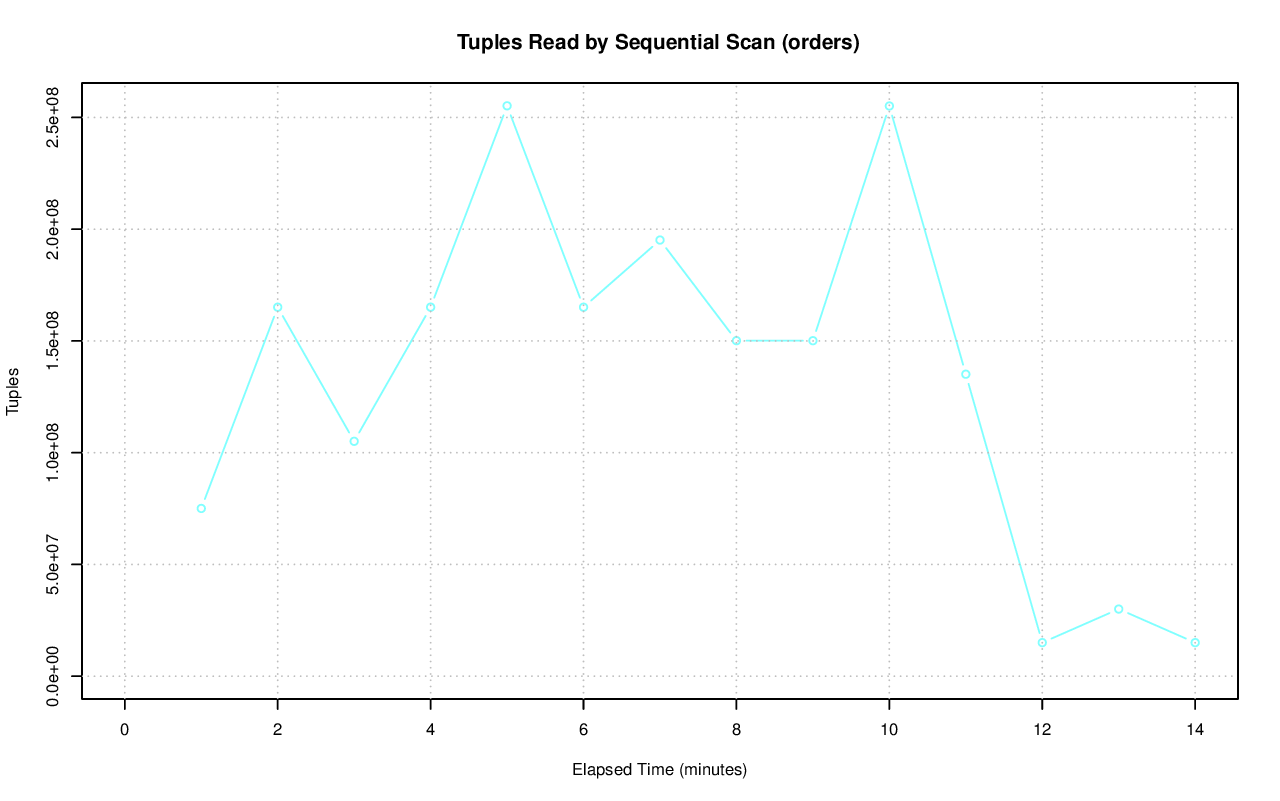 Tuples Read by Sequential Scan (orders)
2.5e+08
2.0e+08
1.5e+08
1.0e+08
5.0e+07
0.0e+00
Tuples
0 2 4 6 8 10 12 14
Elapsed Time (minutes)